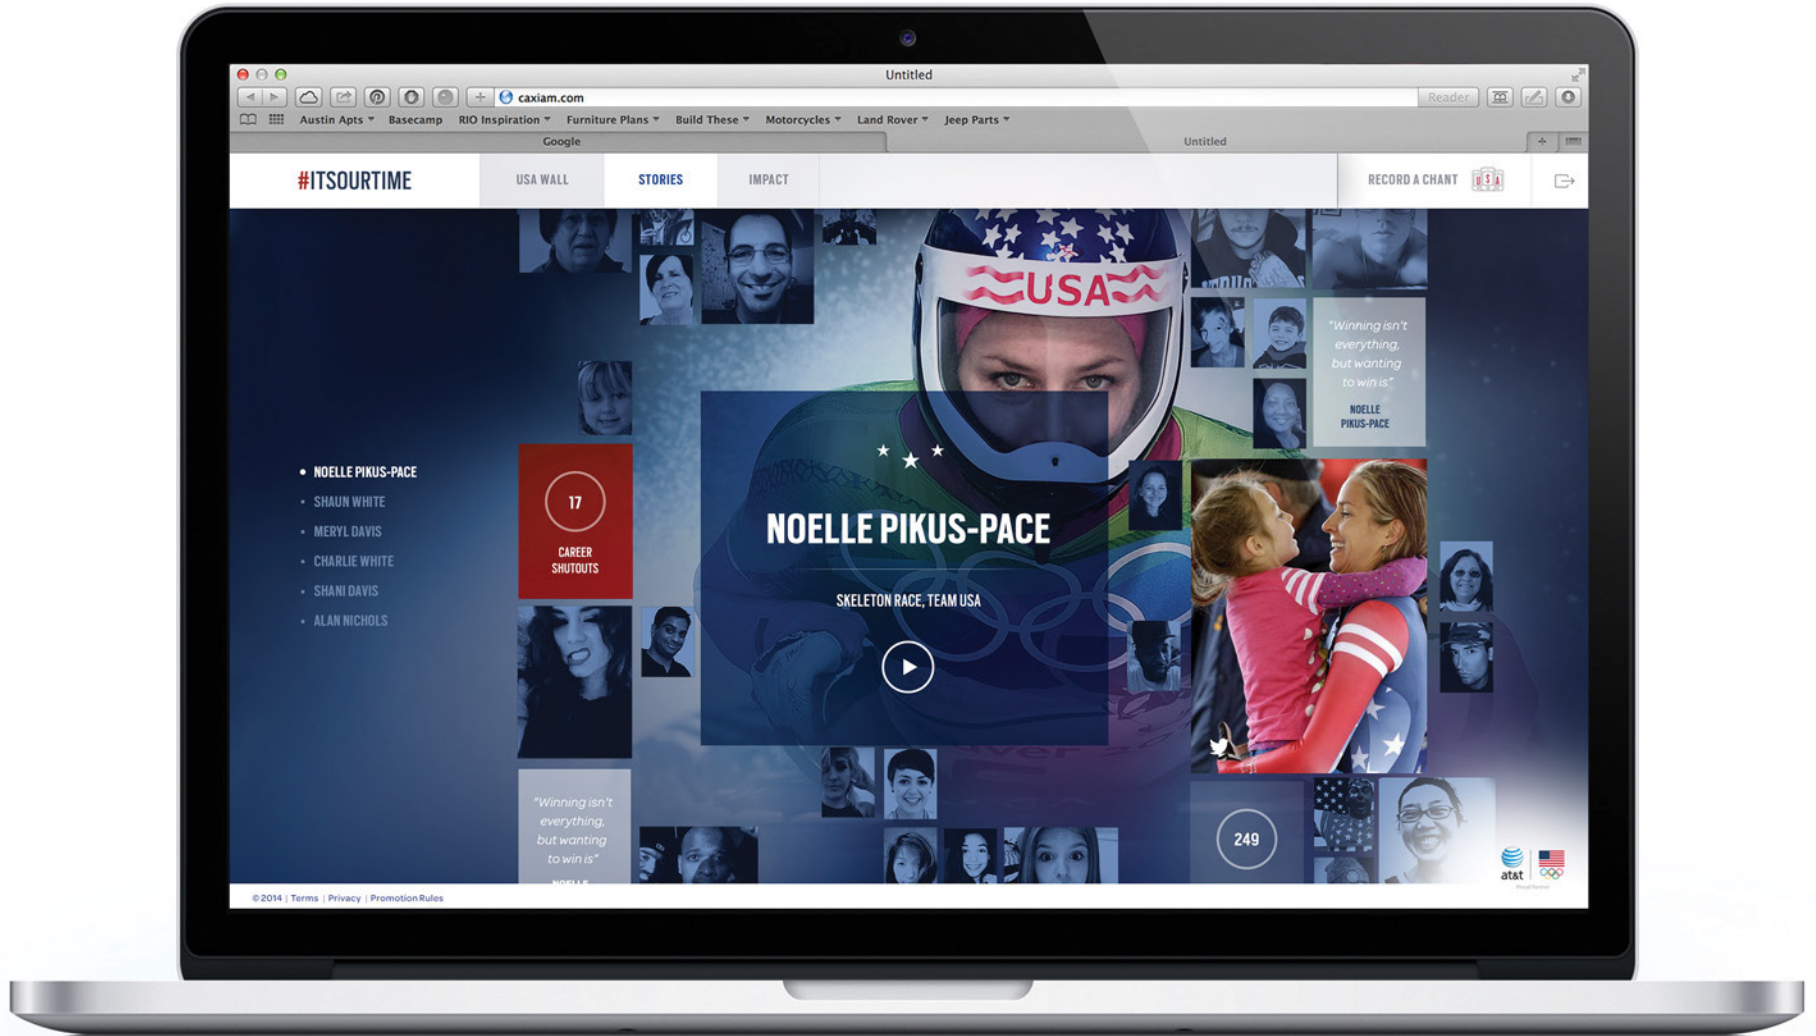 Untitled
caxiam.com
Reader
Austin Apts
Basecamp
RIO Inspiration
Furniture Plans
Build These
Motorcycles
Land Rover
Jeep Parts
Google
Untitled
#ITSOURTIME
USA WALL
STORIES
IMPACT
RECORD A CHANT
USA
USA
"Winning isn't
everything,
but wanting
to win is"
NOELLE
PIKUS-PACE
• NOELLE PIKUS-PACE
• SHAUN WHITE
• MERYL DAVIS
• CHARLIE WHITE
• SHANI DAVIS
• ALAN NICHOLS
17
CAREER
SHUTOUTS
NOELLE PIKUS-PACE
SKELETON RACE, TEAM USA
"Winning isn't
everything,
but wanting
to win is"
NOELLE
249
at&t
Proud Partner
©2014 | Terms | Privacy | Promotion Rules